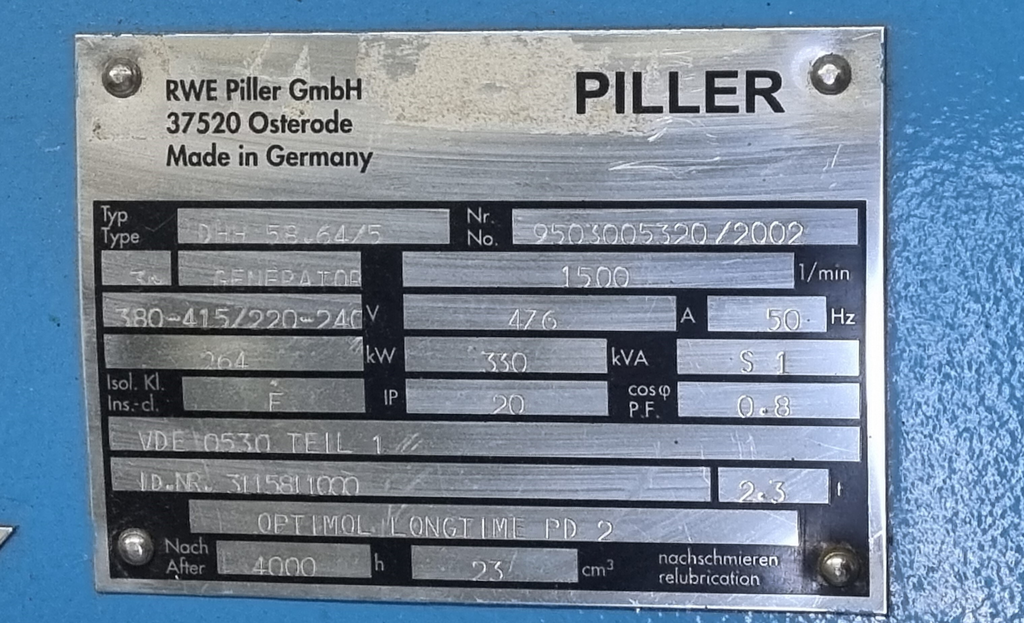 RWE Piller GmbH
PILLER
37520 Osterode
Made in Germany
Typ
Type
DHH 58.64/5
Nr.
No.
9503005320/2002
3~ GENERATOR 1500 1/min
380-415/220-240 V 476 A 50 Hz
264 kW 330 kVA S 1
Isol. Kl.
Ins.-cl.
F IP 20
cosφ
P.F.
0.8
VDE 0530 TEIL 1
ID.NR. 3115811000 2.3 t
OPTIMOL LONGTIME PD 2
Nach
After
4000 h 23 cm³
nachschmieren
relubrication